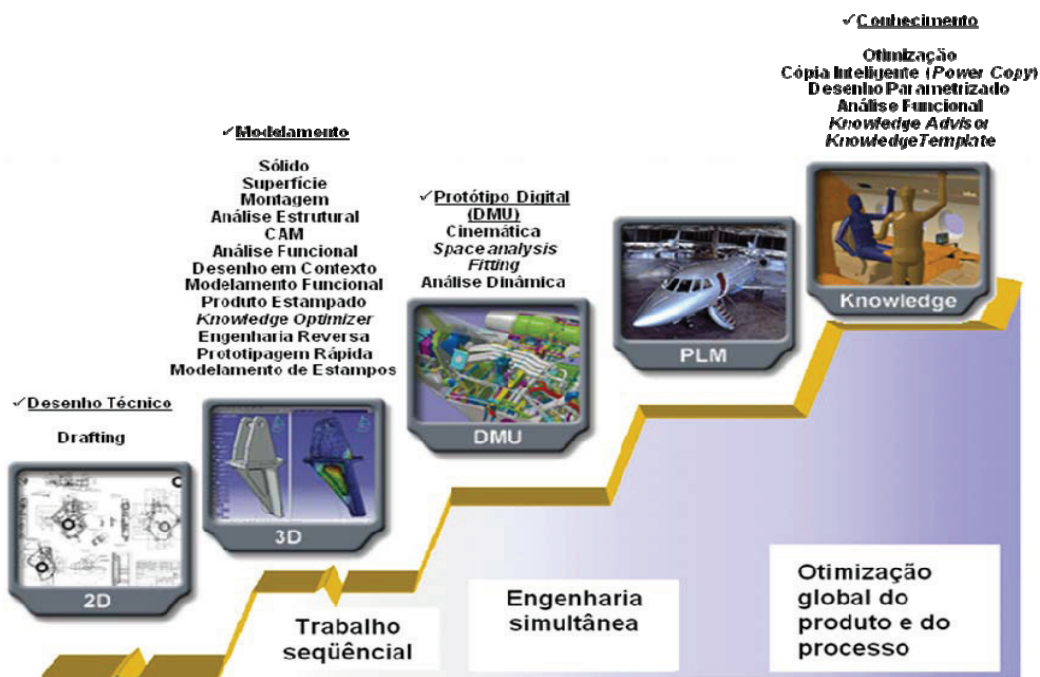 ✓Conhecimento
Otimização
Cópia Inteligente (Power Copy)
Desenho Parametrizado
Análise Funcional
Knowledge Advisor
KnowledgeTemplate
Knowledge
✓Modelamento
Sólido
Superfície
Montagem
Análise Estrutural
CAM
Análise Funcional
Desenho em Contexto
Modelamento Funcional
Produto Estampado
Knowledge Optimizer
Engenharia Reversa
Prototipagem Rápida
Modelamento de Estampos
3D
✓Protótipo Digital
(DMU)
Cinemática
Space analysis
Fitting
Análise Dinâmica
DMU
PLM
✓Desenho Técnico
Drafting
2D
Trabalho
seqüêncial
Engenharia
simultânea
Otimização
global do
produto e do
processo